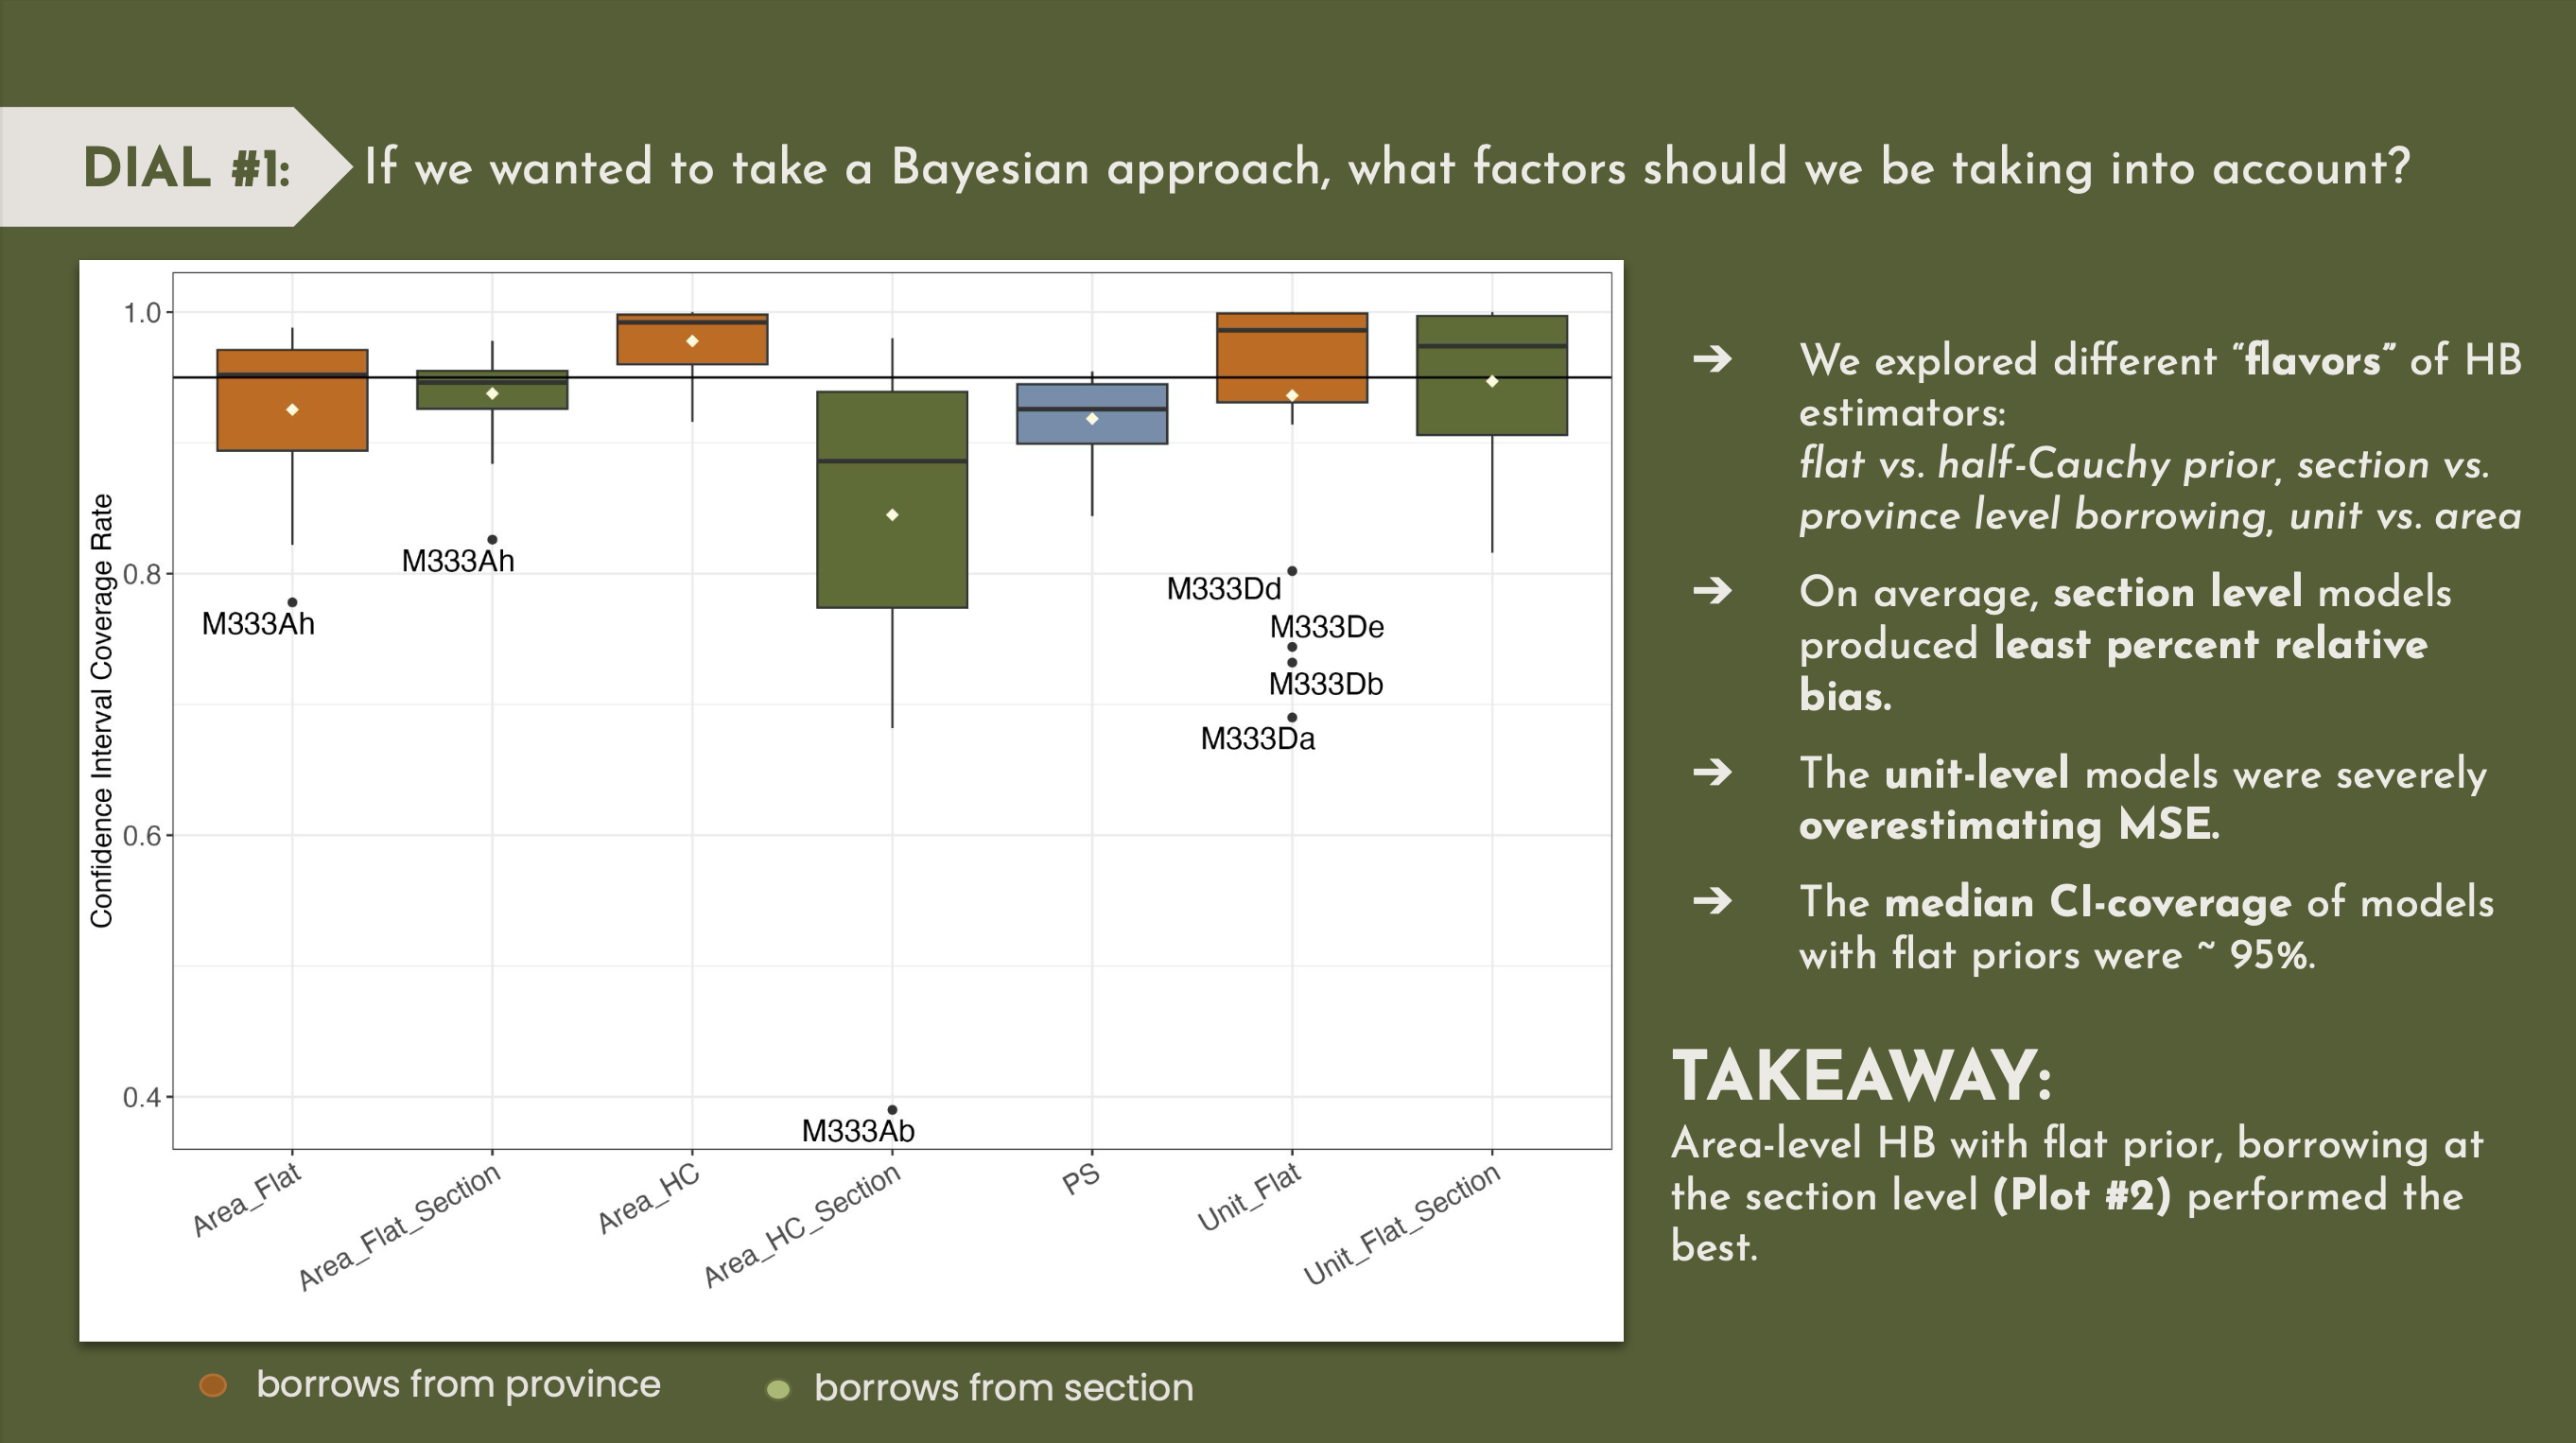 DIAL #1:
If we wanted to take a Bayesian approach, what factors should we be taking into account?
Confidence Interval Coverage Rate
1.0
0.8
0.6
0.4
M333Ah
M333Ah
M333Ab
M333Dd
M333De
M333Db
M333Da
Area_Flat
Area_Flat_Section
Area_HC
Area_HC_Section
PS
Unit_Flat
Unit_Flat_Section
borrows from province
borrows from section
➔ We explored different “flavors” of HB
estimators:
flat vs. half-Cauchy prior, section vs.
province level borrowing, unit vs. area
➔ On average, section level models
produced least percent relative
bias.
➔ The unit-level models were severely
overestimating MSE.
➔ The median CI-coverage of models
with flat priors were ~ 95%.
TAKEAWAY:
Area-level HB with flat prior, borrowing at
the section level (Plot #2) performed the
best.